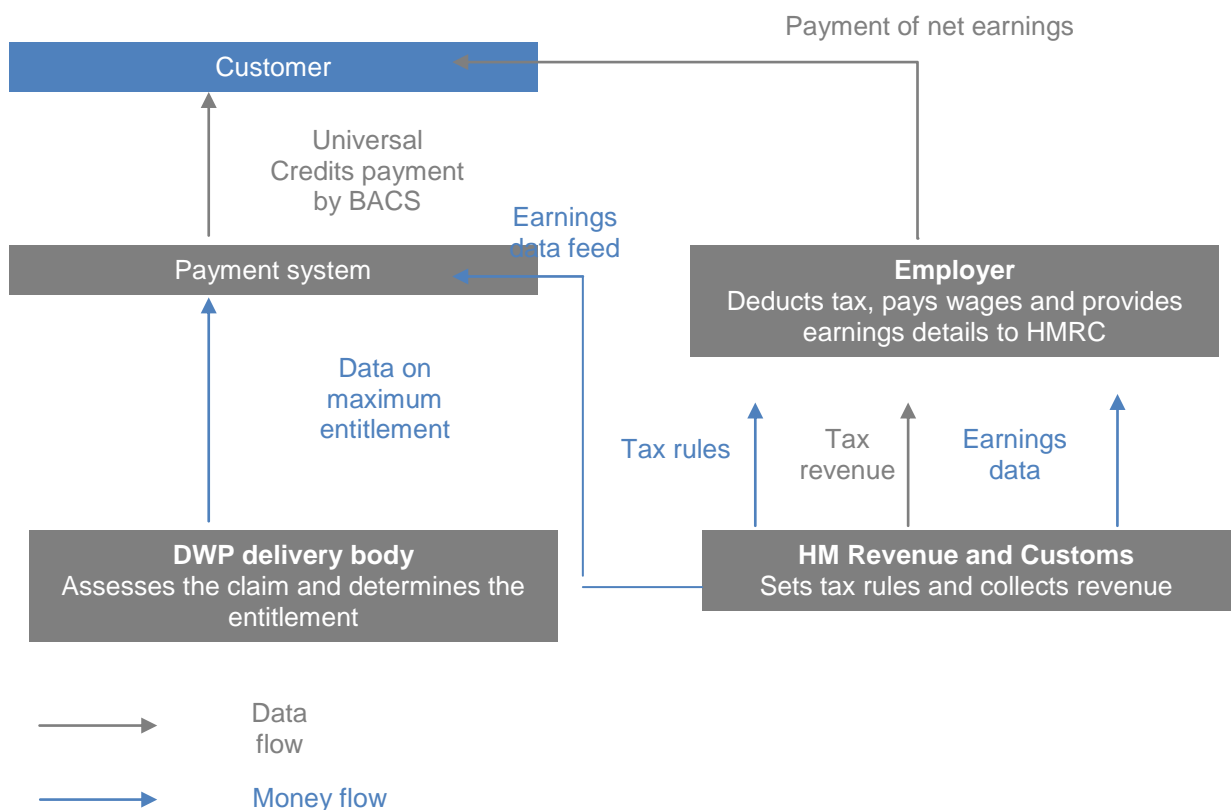 Payment of net earnings
Customer
Universal
Credits payment
by BACS
Earnings
data feed
Payment system
Employer
Deducts tax, pays wages and provides
earnings details to HMRC
Data on
maximum
entitlement
Tax rules
Tax
revenue
Earnings
data
DWP delivery body
Assesses the claim and determines the
entitlement
HM Revenue and Customs
Sets tax rules and collects revenue
Data
flow
Money flow